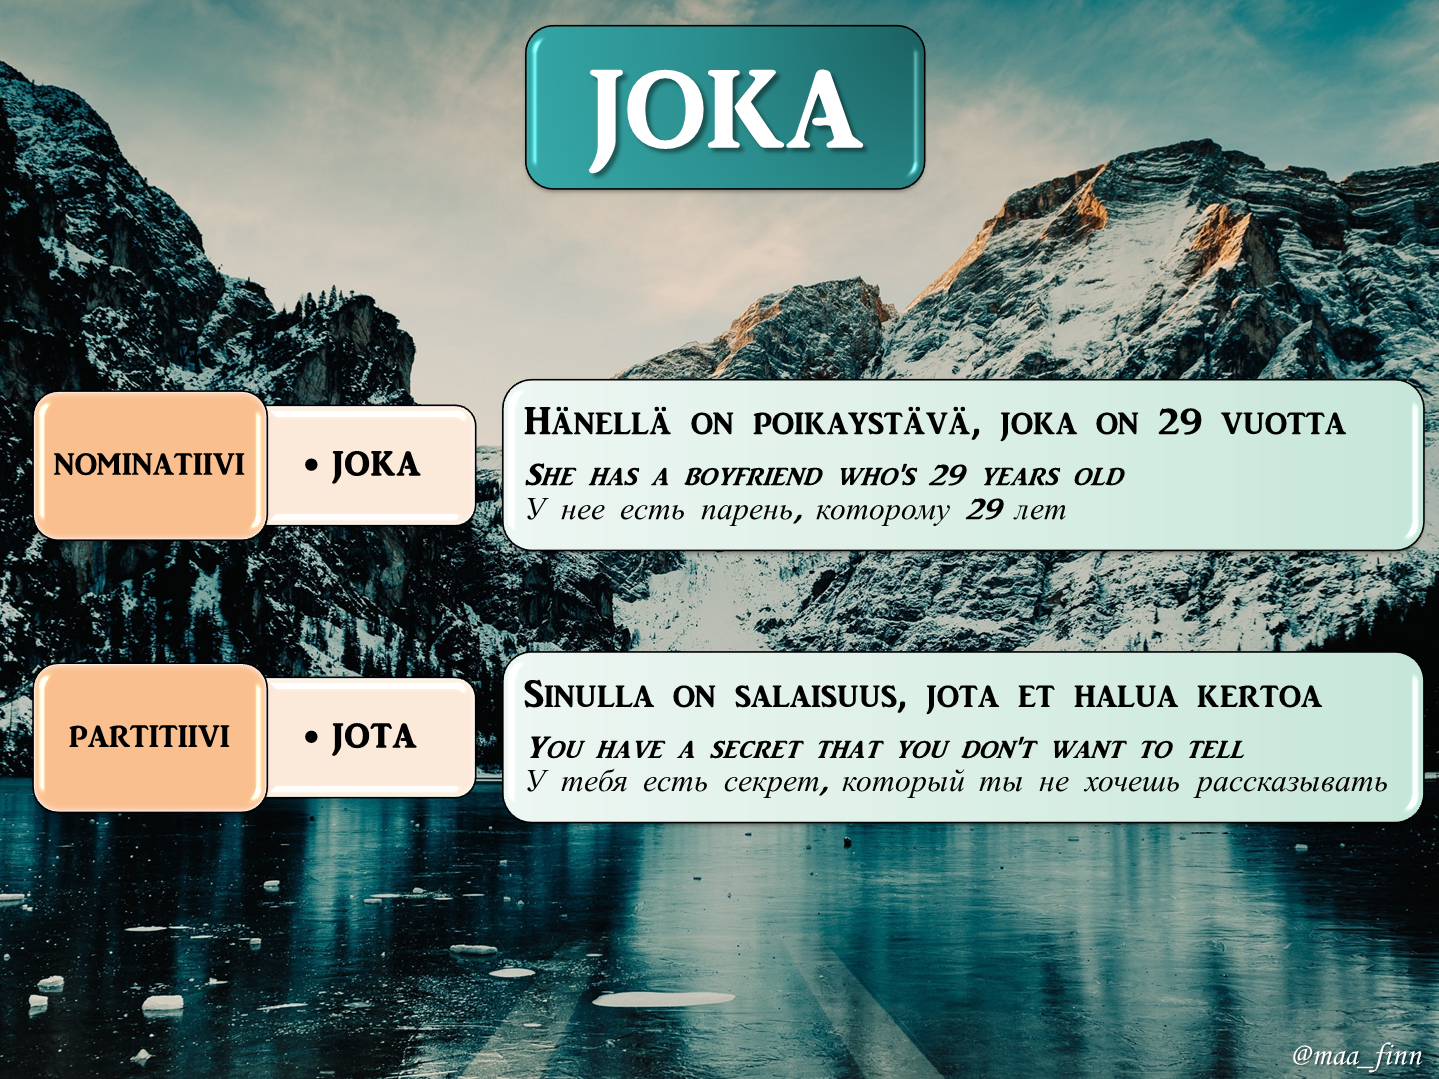 JOKA
NOMINATIIVI
• JOKA
HÄNELLÄ ON POIKAYSTÄVÄ, JOKA ON 29 VUOTTA
SHE HAS A BOYFRIEND WHO'S 29 YEARS OLD
У нее есть парень, которому 29 лет
PARTITIIVI
• JOTA
SINULLA ON SALAISUUS, JOTA ET HALUA KERTOA
YOU HAVE A SECRET THAT YOU DON'T WANT TO TELL
У тебя есть секрет, который ты не хочешь рассказывать
@maa_finn